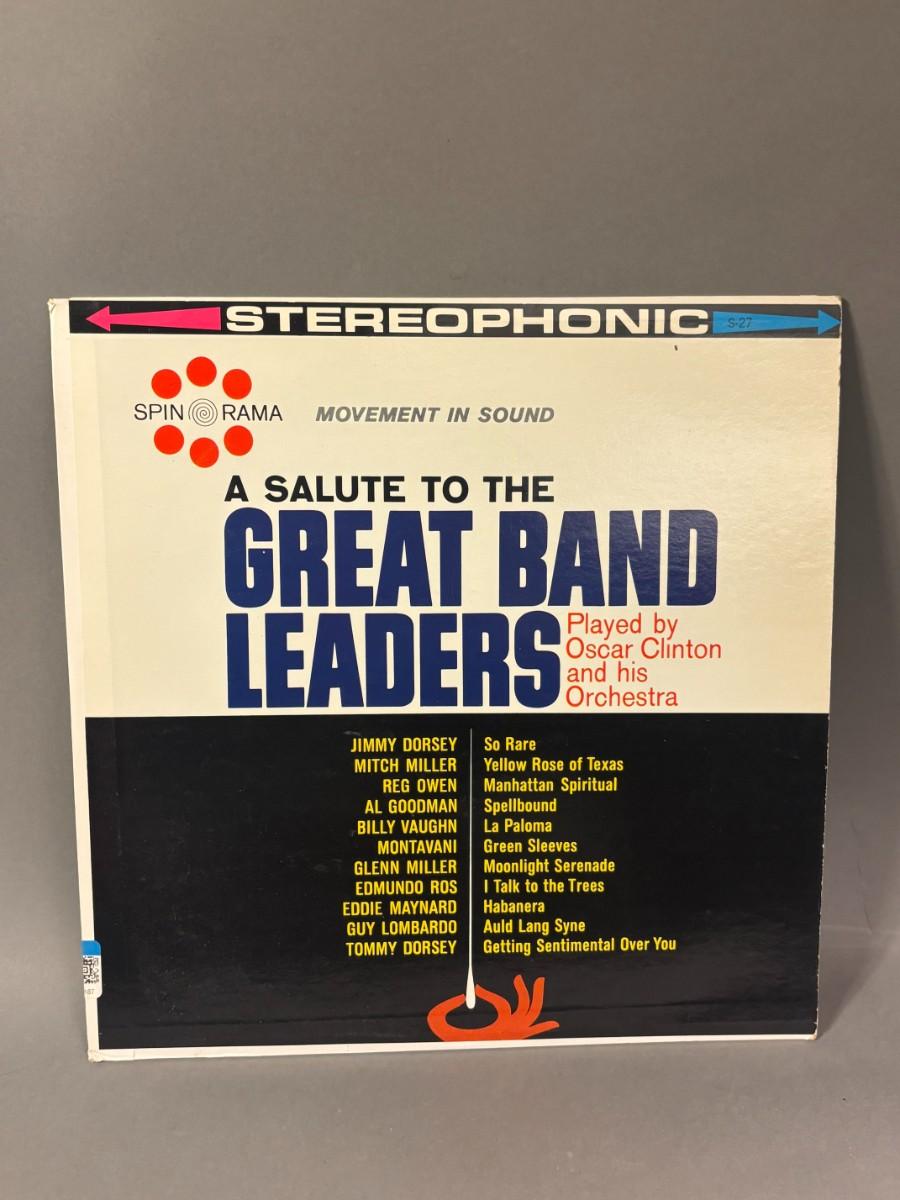 STEREOPHONIC
S-27
SPIN ORAMA
MOVEMENT IN SOUND
A SALUTE TO THE
GREAT BAND
LEADERS
Played by
Oscar Clinton
and his
Orchestra
JIMMY DORSEY So Rare
MITCH MILLER Yellow Rose of Texas
REG OWEN Manhattan Spiritual
AL GOODMAN Spellbound
BILLY VAUGHN La Paloma
MONTAVANI Green Sleeves
GLENN MILLER Moonlight Serenade
EDMUNDO ROS I Talk to the Trees
EDDIE MAYNARD Habanera
GUY LOMBARDO Auld Lang Syne
TOMMY DORSEY Getting Sentimental Over You